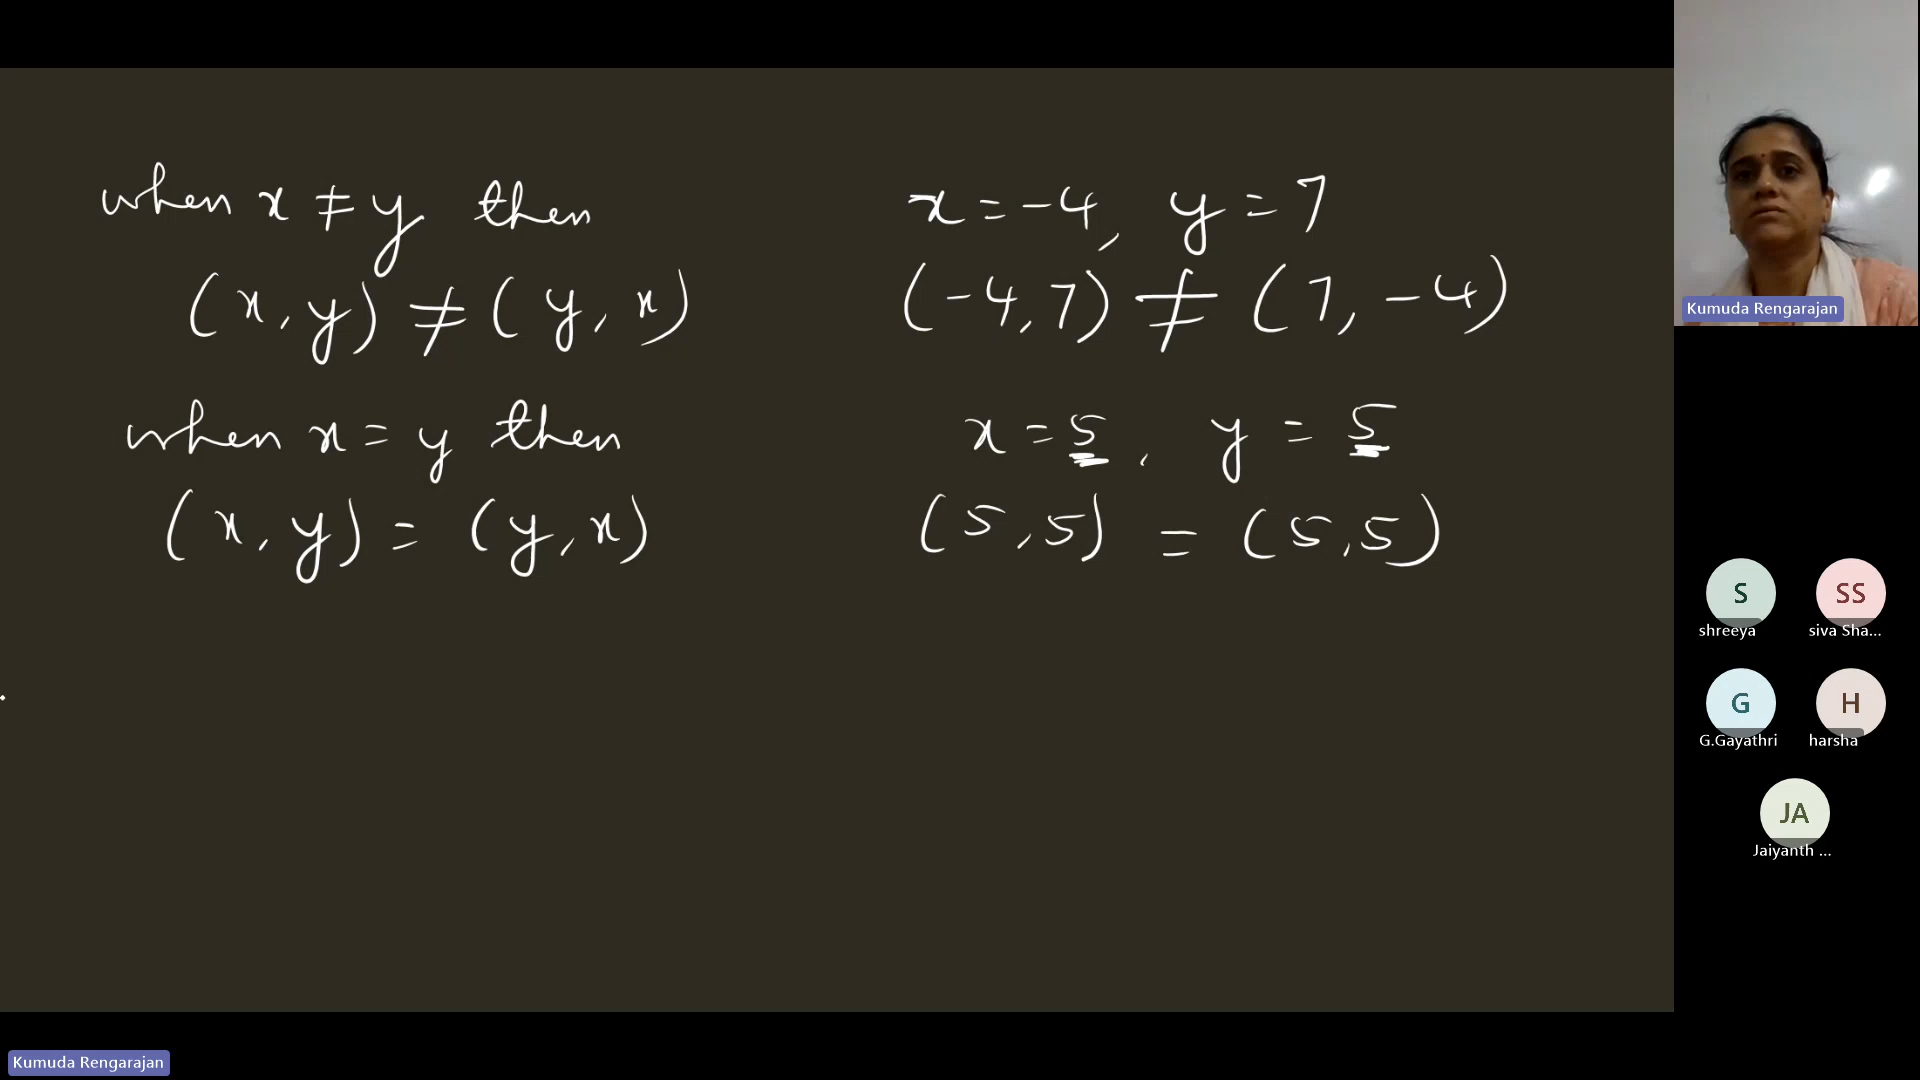 when x ≠ y then
(x, y) ≠ (y, x)
when x = y then
(x, y) = (y, x)
x = -4, y = 7
(-4, 7) ≠ (7, -4)
x = 5, y = 5
(5, 5) = (5, 5)
Kumuda Rengarajan
S
shreeya
SS
siva Sha...
G
G.Gayathri
H
harsha
JA
Jaiyanth ...
Kumuda Rengarajan